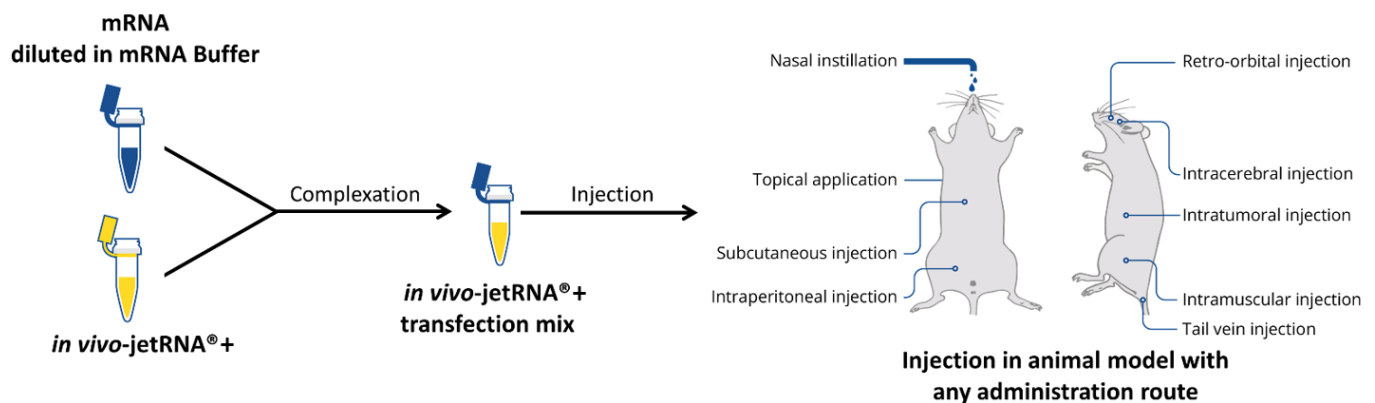 mRNA
diluted in mRNA Buffer
in vivo-jetRNA®+
Complexation
in vivo-jetRNA®+
transfection mix
Injection
Nasal instillation
Topical application
Subcutaneous injection
Intraperitoneal injection
Retro-orbital injection
Intracerebral injection
Intratumoral injection
Intramuscular injection
Tail vein injection
Injection in animal model with
any administration route